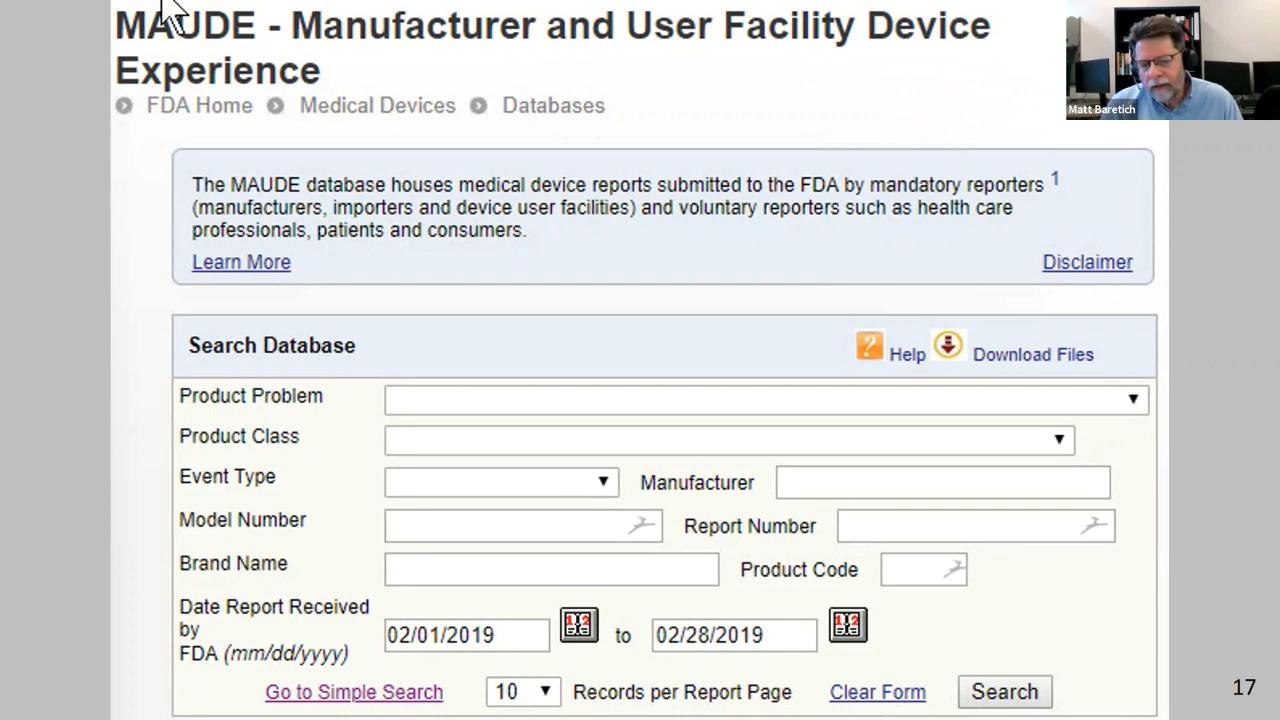 MAUDE - Manufacturer and User Facility Device
Experience
FDA Home Medical Devices Databases
Matt Baretich
The MAUDE database houses medical device reports submitted to the FDA by mandatory reporters 1
(manufacturers, importers and device user facilities) and voluntary reporters such as health care
professionals, patients and consumers.
Learn More Disclaimer
Search Database ? Help Download Files
Product Problem
Product Class
Event Type Manufacturer
Model Number Report Number
Brand Name Product Code
Date Report Received
by
FDA (mm/dd/yyyy) 02/01/2019 12 to 02/28/2019 12
Go to Simple Search 10 Records per Report Page Clear Form Search
17